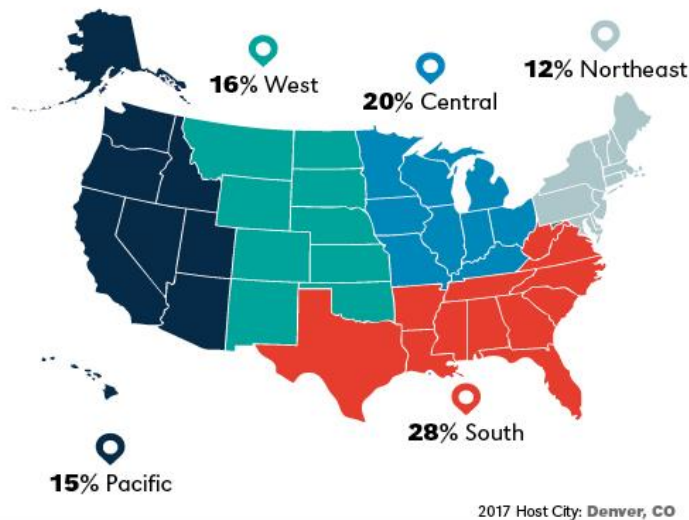 16% West
20% Central
12% Northeast
28% South
15% Pacific
2017 Host City: Denver, CO